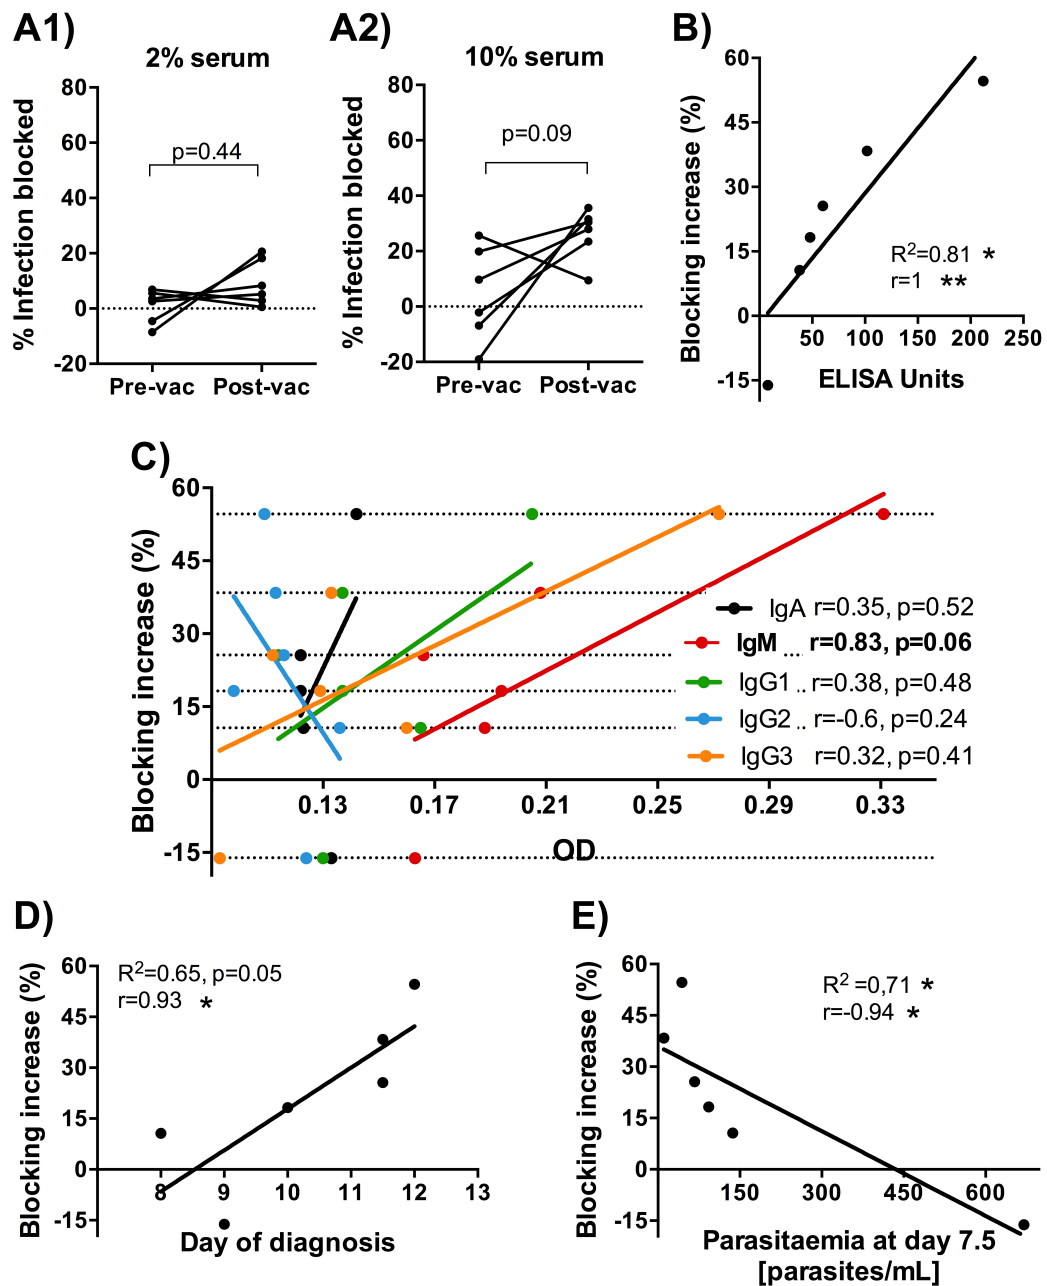 A1)
2% serum
% Infection blocked
80
60
40
20
0
-20
p=0.44
Pre-vac Post-vac
A2)
10% serum
% Infection blocked
80
60
40
20
0
-20
p=0.09
Pre-vac Post-vac
B)
Blocking increase (%)
60
45
30
15
0
-15
R²=0.81 *
r=1 **
50 100 150 200 250
ELISA Units
C)
Blocking increase (%)
60
45
30
15
0
-15
IgA r=0.35, p=0.52
IgM r=0.83, p=0.06
IgG1 r=0.38, p=0.48
IgG2 r=-0.6, p=0.24
IgG3 r=0.32, p=0.41
0.13 0.17 0.21 0.25 0.29 0.33
OD
D)
Blocking increase (%)
60
45
30
15
0
-15
R²=0.65, p=0.05
r=0.93 *
8 9 10 11 12 13
Day of diagnosis
E)
Blocking increase (%)
60
45
30
15
0
-15
R² =0,71 *
r=-0.94 *
150 300 450 600
Parasitaemia at day 7.5
[parasites/mL]